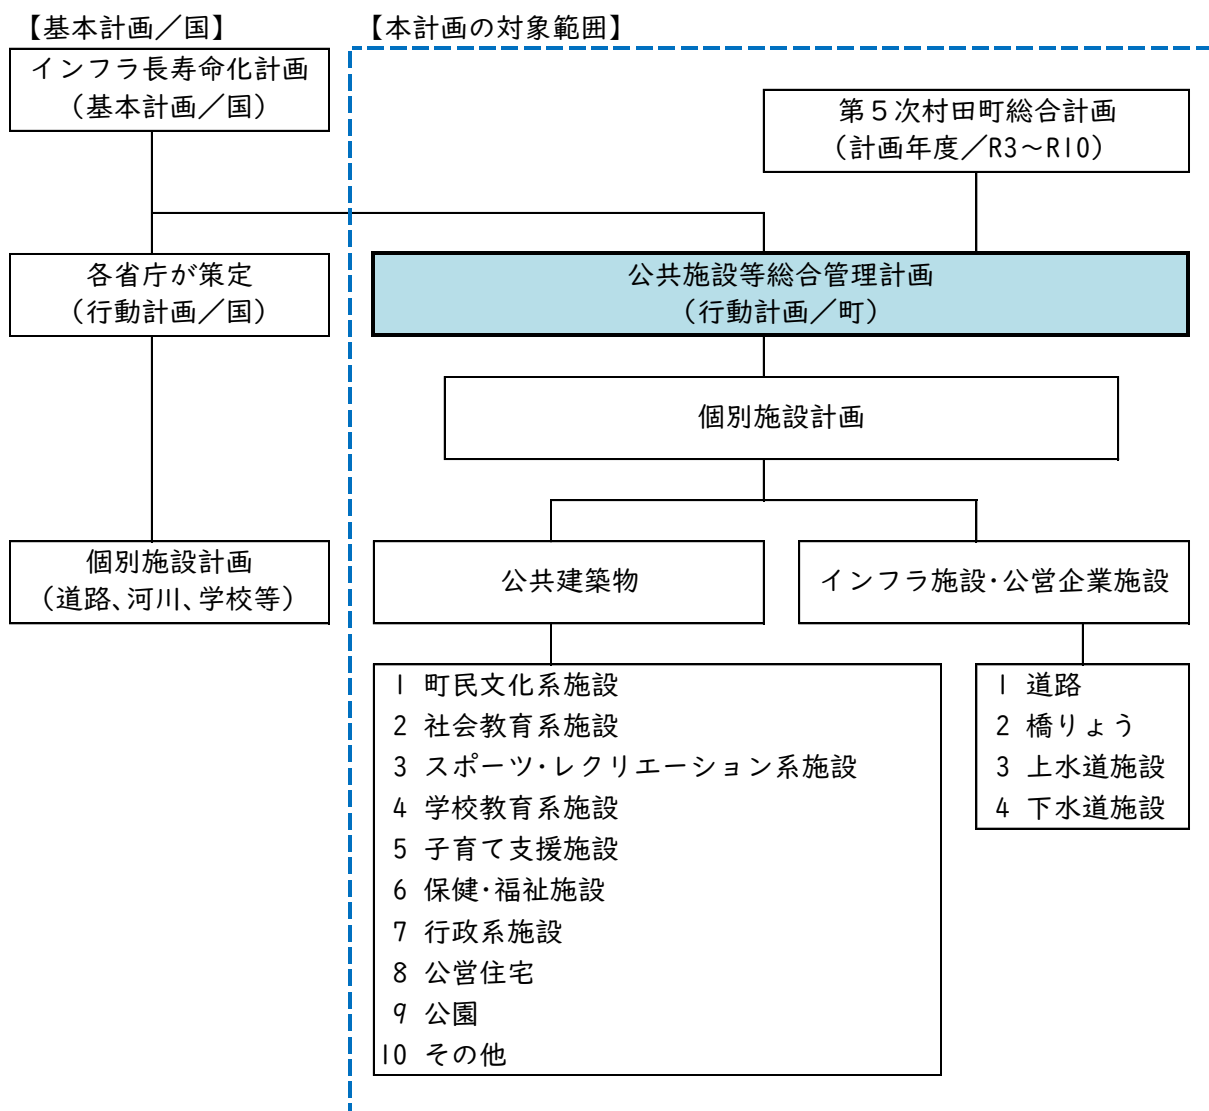 【基本計画／国】
インフラ長寿命化計画
（基本計画／国）
各省庁が策定
（行動計画／国）
個別施設計画
（道路、河川、学校等）
【本計画の対象範囲】
第５次村田町総合計画
（計画年度／R3～R10）
公共施設等総合管理計画
（行動計画／町）
個別施設計画
公共建築物
1 町民文化系施設
2 社会教育系施設
3 スポーツ・レクリエーション系施設
4 学校教育系施設
5 子育て支援施設
6 保健・福祉施設
7 行政系施設
8 公営住宅
9 公園
10 その他
インフラ施設・公営企業施設
1 道路
2 橋りょう
3 上水道施設
4 下水道施設